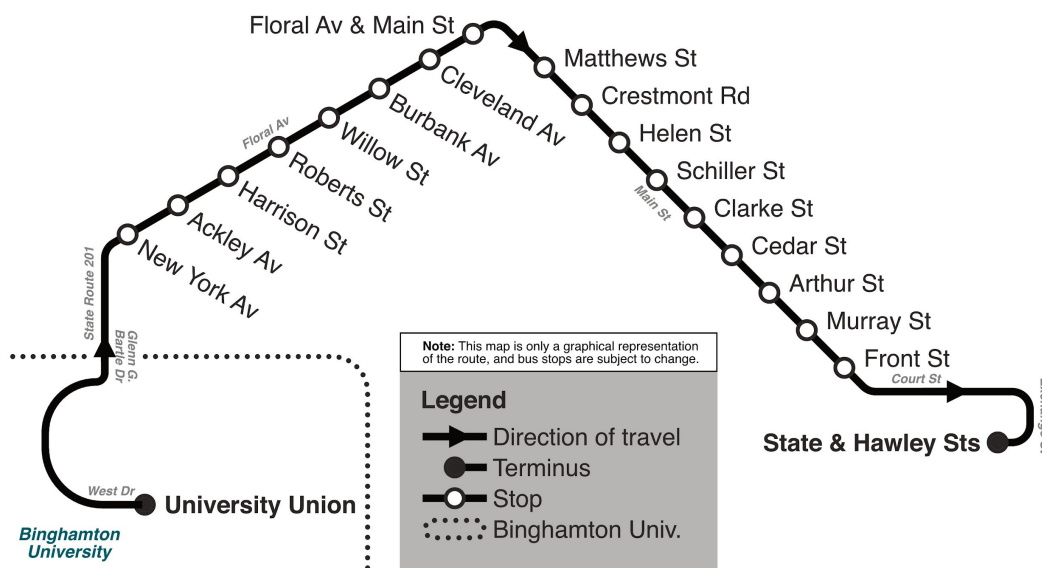 Floral Av & Main St
Cleveland Av
Burbank Av
Willow St
Roberts St
Harrison St
Ackley Av
New York Av
Floral Av
State Route 201
Glenn G.
Bartle Dr
West Dr
University Union
Binghamton
University
Matthews St
Crestmont Rd
Helen St
Schiller St
Main St
Clarke St
Cedar St
Arthur St
Murray St
Front St
Court St
State & Hawley Sts
Note: This map is only a graphical representation
of the route, and bus stops are subject to change.
Legend
Direction of travel
Terminus
Stop
Binghamton Univ.